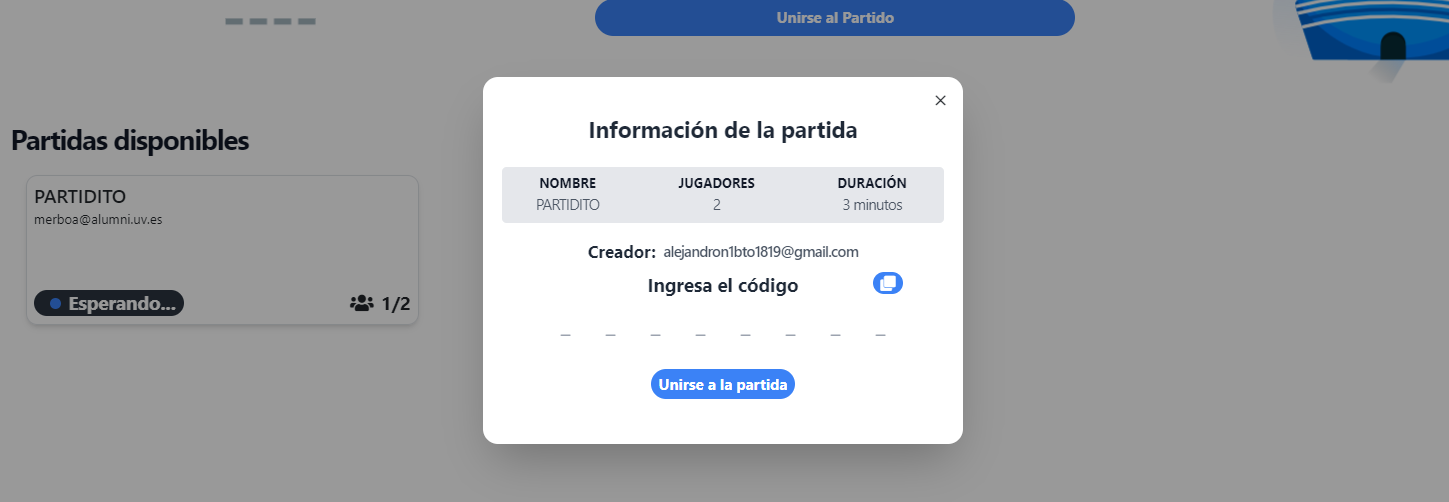 Unirse al Partido
Partidas disponibles
PARTIDITO
merboa@alumni.uv.es
Esperando... 1/2
Información de la partida
NOMBRE JUGADORES DURACIÓN
PARTIDITO 2 3 minutos
Creador: alejandron1bto1819@gmail.com
Ingresa el código
_ _ _ _ _ _ _ _
Unirse a la partida